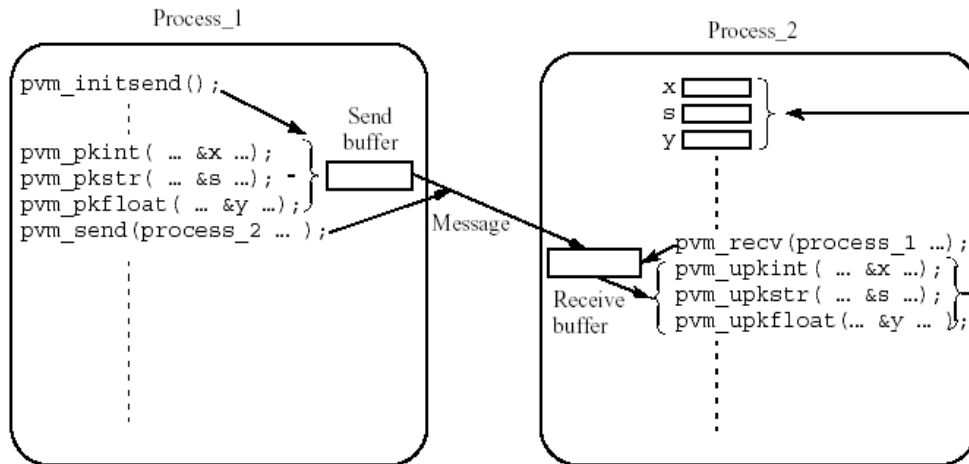 Process_1
pvm_initsend();
Send
buffer
pvm_pkint( … &x …);
pvm_pkstr( … &s …);
pvm_pkfloat( … &y …);
pvm_send(process_2 … );
Message
Process_2
x
s
y
pvm_recv(process_1 …);
pvm_upkint( … &x …);
pvm_upkstr( … &s …);
pvm_upkfloat(… &y … );
Receive
buffer